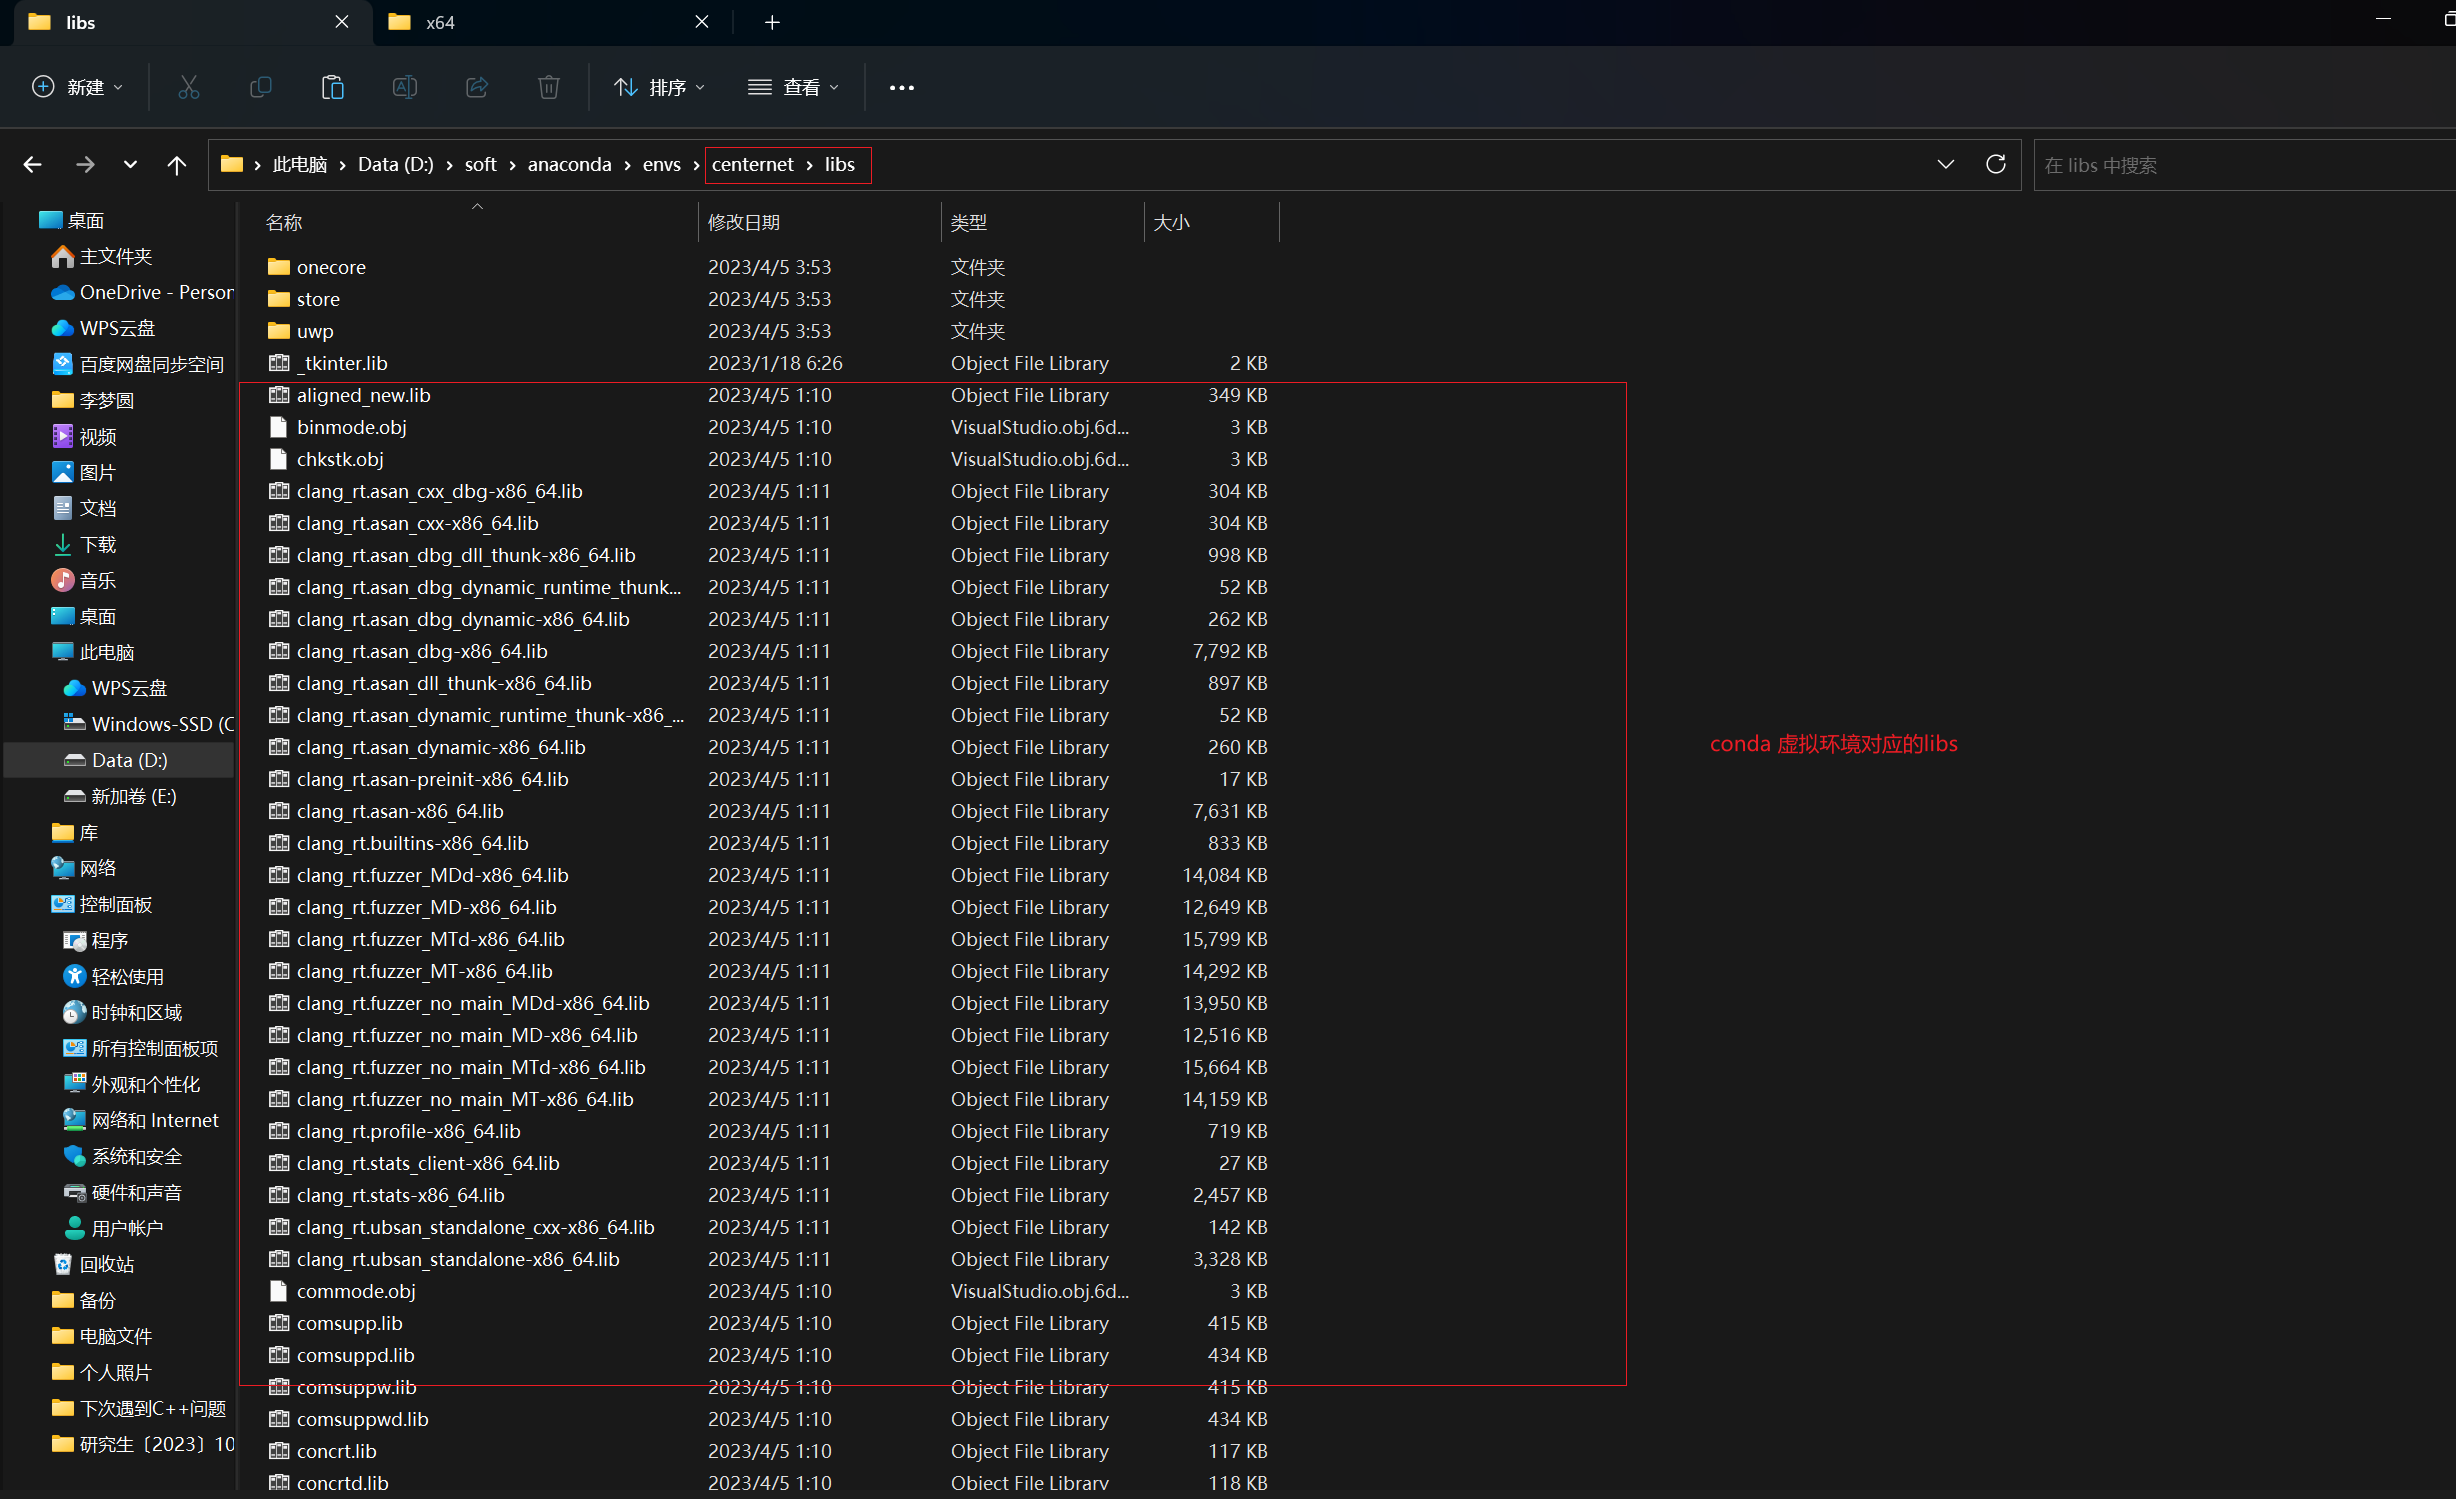 libs
x64
新建
排序
查看
此电脑 › Data (D:) › soft › anaconda › envs › centernet › libs
在 libs 中搜索
桌面
主文件夹
OneDrive - Person
WPS云盘
百度网盘同步空间
李梦圆
视频
图片
文档
下载
音乐
桌面
此电脑
WPS云盘
Windows-SSD (C
Data (D:)
新加卷 (E:)
库
网络
控制面板
程序
轻松使用
时钟和区域
所有控制面板项
外观和个性化
网络和 Internet
系统和安全
硬件和声音
用户帐户
回收站
备份
电脑文件
个人照片
下次遇到C++问题
研究生〔2023〕10
名称 修改日期 类型 大小
onecore 2023/4/5 3:53 文件夹
store 2023/4/5 3:53 文件夹
uwp 2023/4/5 3:53 文件夹
_tkinter.lib 2023/1/18 6:26 Object File Library 2 KB
aligned_new.lib 2023/4/5 1:10 Object File Library 349 KB
binmode.obj 2023/4/5 1:10 VisualStudio.obj.6d... 3 KB
chkstk.obj 2023/4/5 1:10 VisualStudio.obj.6d... 3 KB
clang_rt.asan_cxx_dbg-x86_64.lib 2023/4/5 1:11 Object File Library 304 KB
clang_rt.asan_cxx-x86_64.lib 2023/4/5 1:11 Object File Library 304 KB
clang_rt.asan_dbg_dll_thunk-x86_64.lib 2023/4/5 1:11 Object File Library 998 KB
clang_rt.asan_dbg_dynamic_runtime_thunk... 2023/4/5 1:11 Object File Library 52 KB
clang_rt.asan_dbg_dynamic-x86_64.lib 2023/4/5 1:11 Object File Library 262 KB
clang_rt.asan_dbg-x86_64.lib 2023/4/5 1:11 Object File Library 7,792 KB
clang_rt.asan_dll_thunk-x86_64.lib 2023/4/5 1:11 Object File Library 897 KB
clang_rt.asan_dynamic_runtime_thunk-x86_... 2023/4/5 1:11 Object File Library 52 KB
clang_rt.asan_dynamic-x86_64.lib 2023/4/5 1:11 Object File Library 260 KB
clang_rt.asan-preinit-x86_64.lib 2023/4/5 1:11 Object File Library 17 KB
clang_rt.asan-x86_64.lib 2023/4/5 1:11 Object File Library 7,631 KB
clang_rt.builtins-x86_64.lib 2023/4/5 1:11 Object File Library 833 KB
clang_rt.fuzzer_MDd-x86_64.lib 2023/4/5 1:11 Object File Library 14,084 KB
clang_rt.fuzzer_MD-x86_64.lib 2023/4/5 1:11 Object File Library 12,649 KB
clang_rt.fuzzer_MTd-x86_64.lib 2023/4/5 1:11 Object File Library 15,799 KB
clang_rt.fuzzer_MT-x86_64.lib 2023/4/5 1:11 Object File Library 14,292 KB
clang_rt.fuzzer_no_main_MDd-x86_64.lib 2023/4/5 1:11 Object File Library 13,950 KB
clang_rt.fuzzer_no_main_MD-x86_64.lib 2023/4/5 1:11 Object File Library 12,516 KB
clang_rt.fuzzer_no_main_MTd-x86_64.lib 2023/4/5 1:11 Object File Library 15,664 KB
clang_rt.fuzzer_no_main_MT-x86_64.lib 2023/4/5 1:11 Object File Library 14,159 KB
clang_rt.profile-x86_64.lib 2023/4/5 1:11 Object File Library 719 KB
clang_rt.stats_client-x86_64.lib 2023/4/5 1:11 Object File Library 27 KB
clang_rt.stats-x86_64.lib 2023/4/5 1:11 Object File Library 2,457 KB
clang_rt.ubsan_standalone_cxx-x86_64.lib 2023/4/5 1:11 Object File Library 142 KB
clang_rt.ubsan_standalone-x86_64.lib 2023/4/5 1:11 Object File Library 3,328 KB
commode.obj 2023/4/5 1:10 VisualStudio.obj.6d... 3 KB
comsupp.lib 2023/4/5 1:10 Object File Library 415 KB
comsuppd.lib 2023/4/5 1:10 Object File Library 434 KB
comsuppw.lib 2023/4/5 1:10 Object File Library 415 KB
comsuppwd.lib 2023/4/5 1:10 Object File Library 434 KB
concrt.lib 2023/4/5 1:10 Object File Library 117 KB
concrtd.lib 2023/4/5 1:10 Object File Library 118 KB
conda 虚拟环境对应的libs